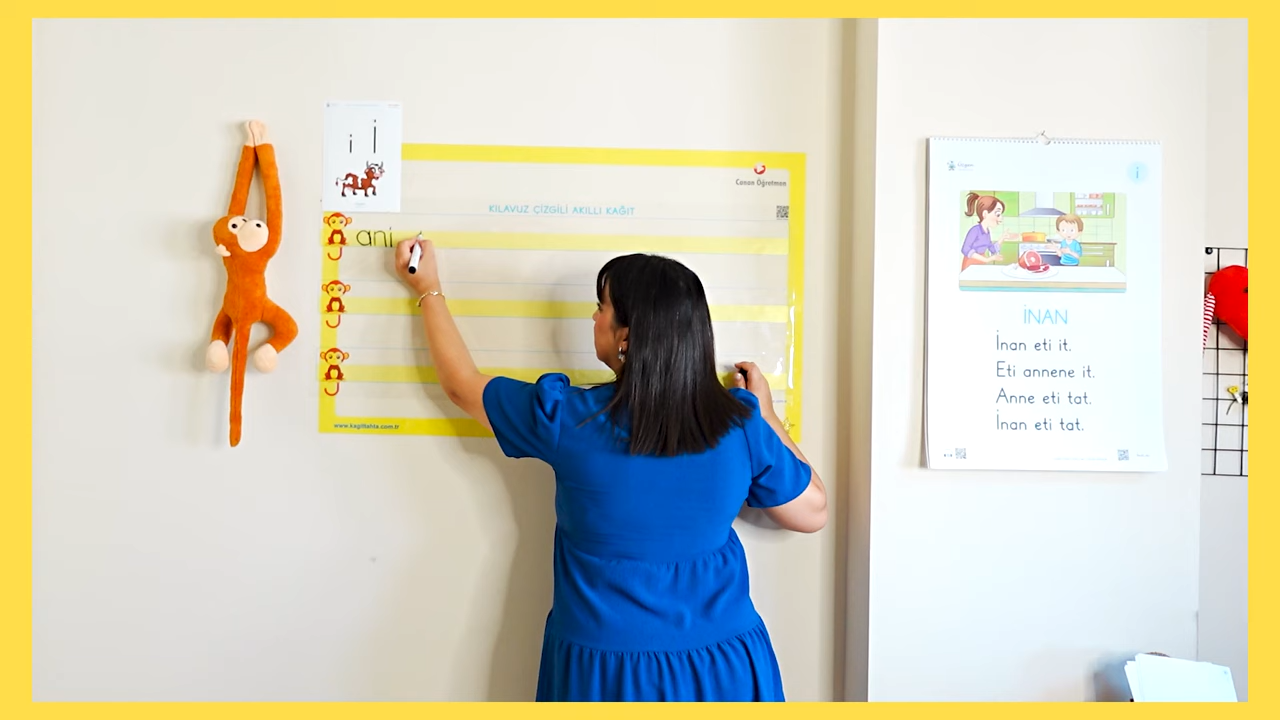 i İ
Canan Öğretmen
KILAVUZ ÇİZGİLİ AKILLI KAĞIT
ani
www.kagittahta.com.tr
i
İNAN
İnan eti it.
Eti annene it.
Anne eti tat.
İnan eti tat.